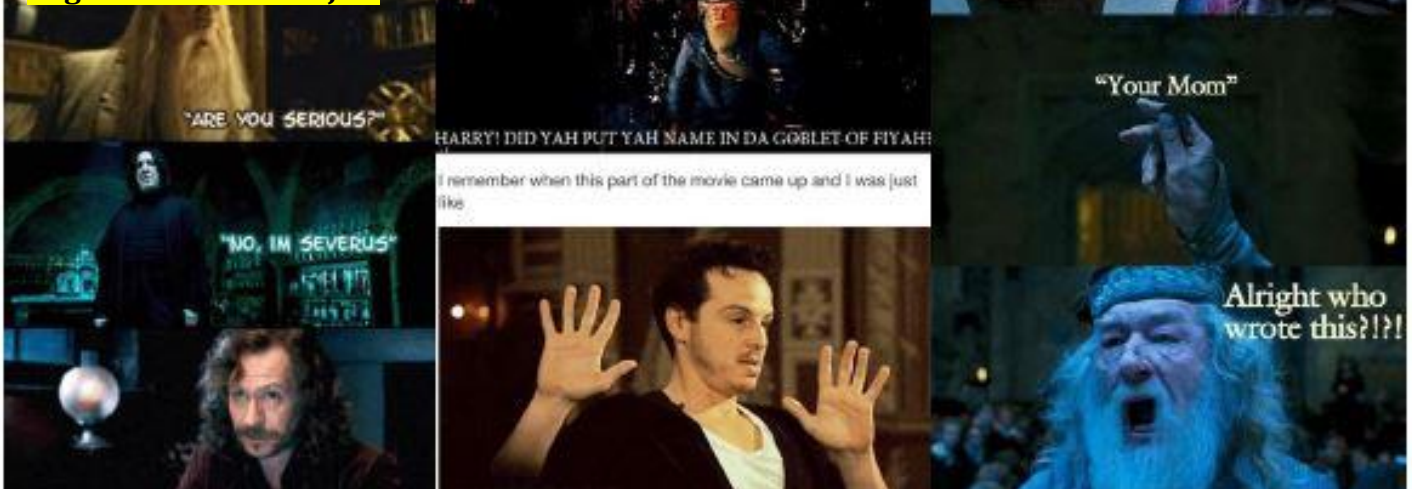 "ARE YOU SERIOUS?"
"NO, IM SEVERUS"
HARRY! DID YAH PUT YAH NAME IN DA GOBLET OF FIYAH?
I remember when this part of the movie came up and I was just
like
"Your Mom"
Alright who
wrote this?!?!